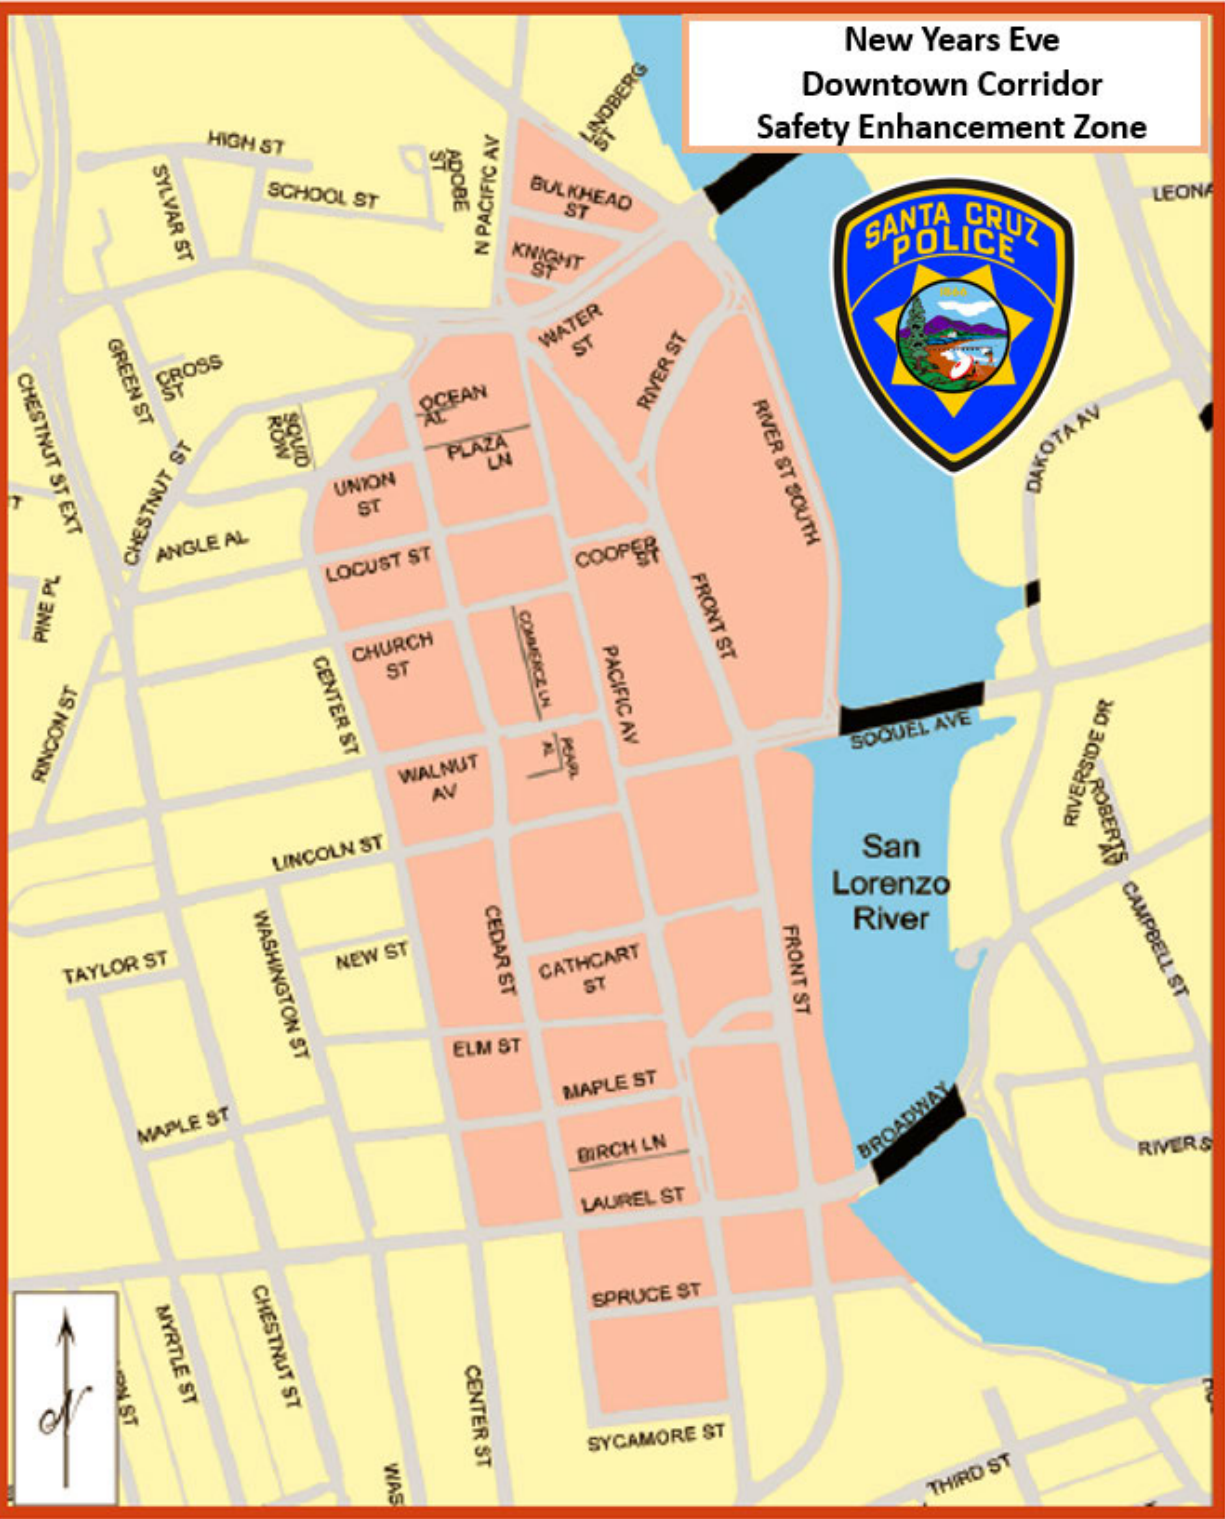 New Years Eve
Downtown Corridor
Safety Enhancement Zone
LINDBERG
ST
HIGH ST
ADOBE
ST
N PACIFIC AV
SCHOOL ST
SYLVAR ST
BULKHEAD
ST
KNIGHT
ST
LEONA
SANTA CRUZ
POLICE
WATER
ST
RIVER ST
GREEN ST
CROSS
ST
OCEAN
AL
SQUID
ROW
PLAZA
LN
CHESTNUT ST EXT
CHESTNUT ST
UNION
ST
RIVER ST SOUTH
DAKOTA AV
ANGLE AL
LOCUST ST
COOPER
ST
PINE PL
FRONT ST
COMMERCE LN
CHURCH
ST
CENTER ST
PACIFIC AV
RINCON ST
SOQUEL AVE
PEARL
AL
WALNUT
AV
RIVERSIDE DR
ROBERTS
AV
LINCOLN ST
San
Lorenzo
River
CAMPBELL ST
WASHINGTON ST
NEW ST
CEDAR ST
TAYLOR ST
CATHCART
ST
FRONT ST
ELM ST
MAPLE ST
MAPLE ST
BROADWAY
BIRCH LN
RIVER S
LAUREL ST
SPRUCE ST
MYRTLE ST
CHESTNUT ST
CENTER ST
WAS
SYCAMORE ST
THIRD ST
N